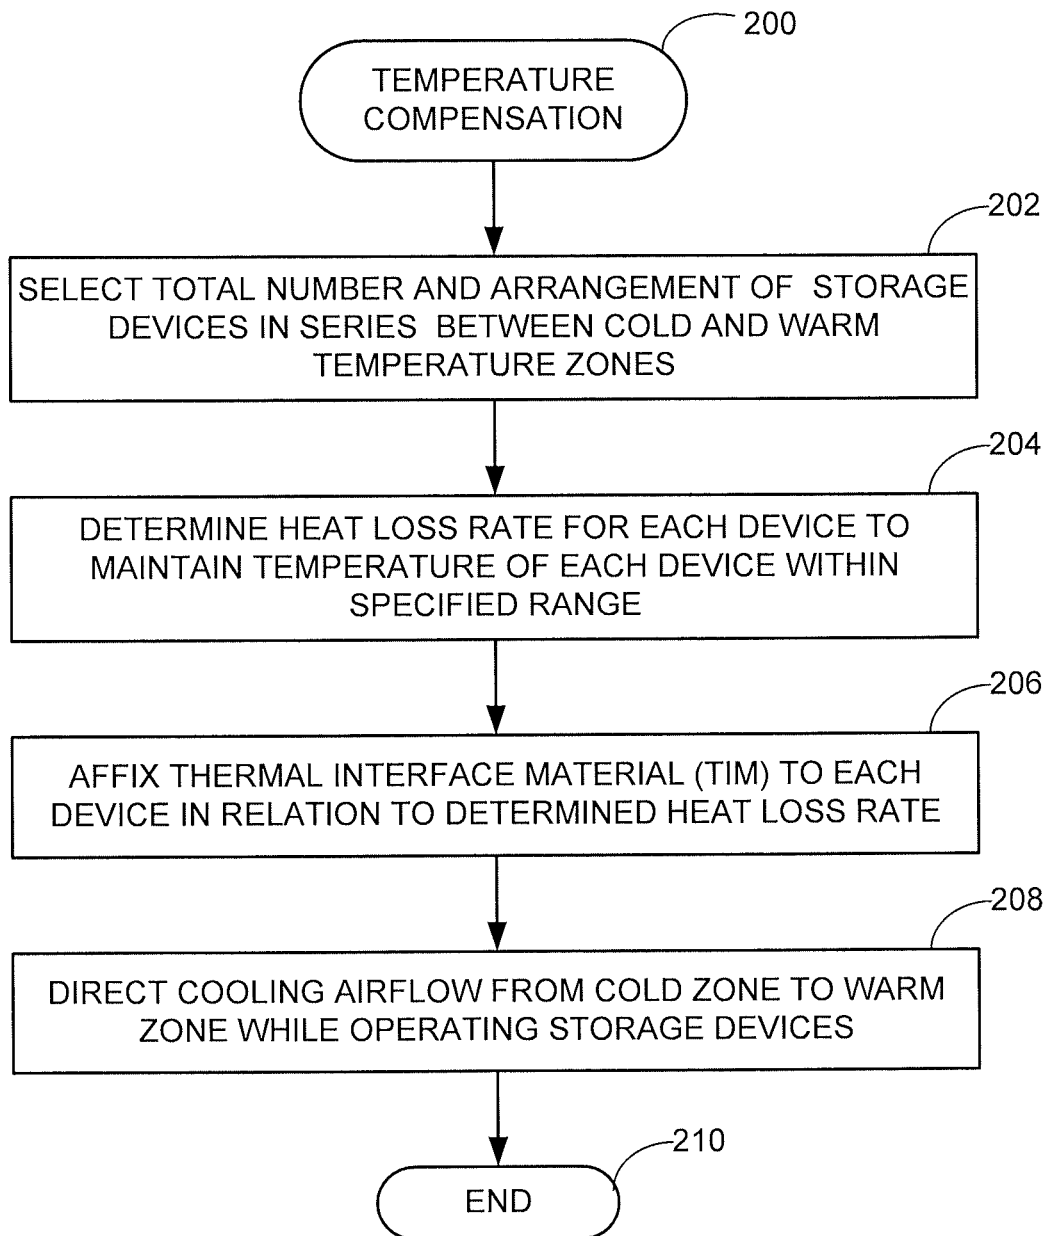 200
TEMPERATURE
COMPENSATION
202
SELECT TOTAL NUMBER AND ARRANGEMENT OF STORAGE
DEVICES IN SERIES BETWEEN COLD AND WARM
TEMPERATURE ZONES
204
DETERMINE HEAT LOSS RATE FOR EACH DEVICE TO
MAINTAIN TEMPERATURE OF EACH DEVICE WITHIN
SPECIFIED RANGE
206
AFFIX THERMAL INTERFACE MATERIAL (TIM) TO EACH
DEVICE IN RELATION TO DETERMINED HEAT LOSS RATE
208
DIRECT COOLING AIRFLOW FROM COLD ZONE TO WARM
ZONE WHILE OPERATING STORAGE DEVICES
210
END